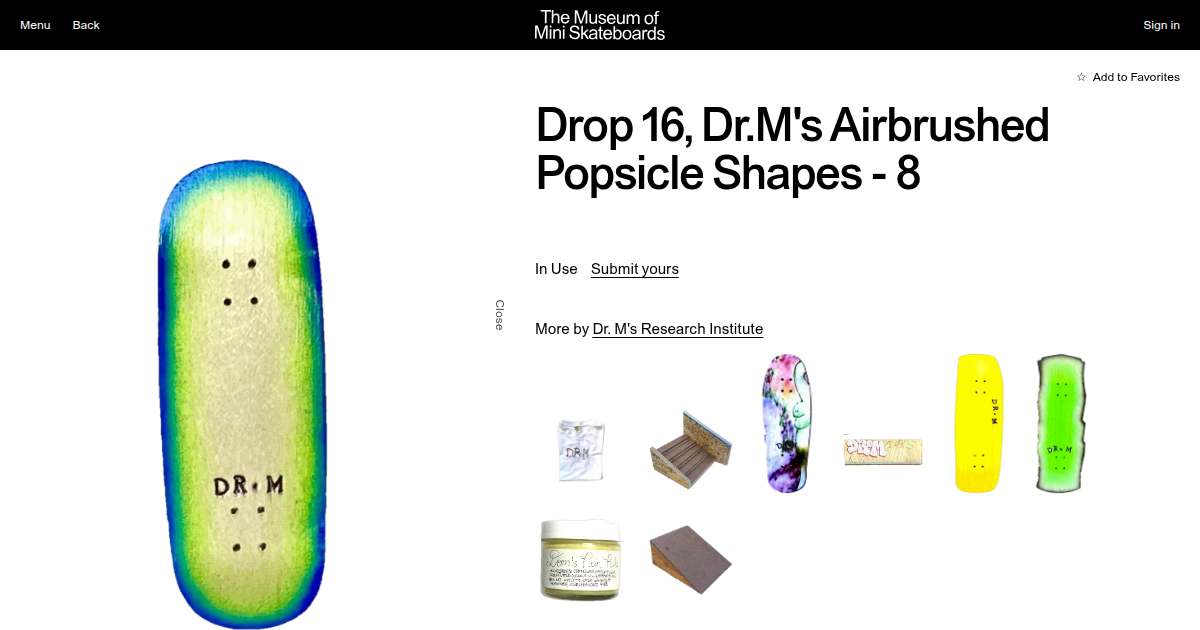 Menu
Back
The Museum of
Mini Skateboards
Sign in
☆ Add to Favorites
Drop 16, Dr.M's Airbrushed
Popsicle Shapes - 8
In Use
Submit yours
Close
More by Dr. M's Research Institute
DR·M
DR·M
DR·M
DR·M